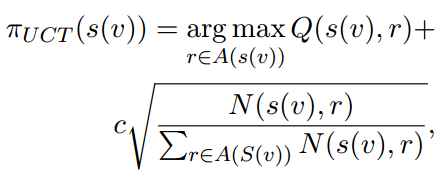 π_{UCT}(s(v)) = arg max_{r∈A(s(v))} Q(s(v), r)+
c√(N(s(v), r) / ∑_{r∈A(S(v))} N(s(v), r)),